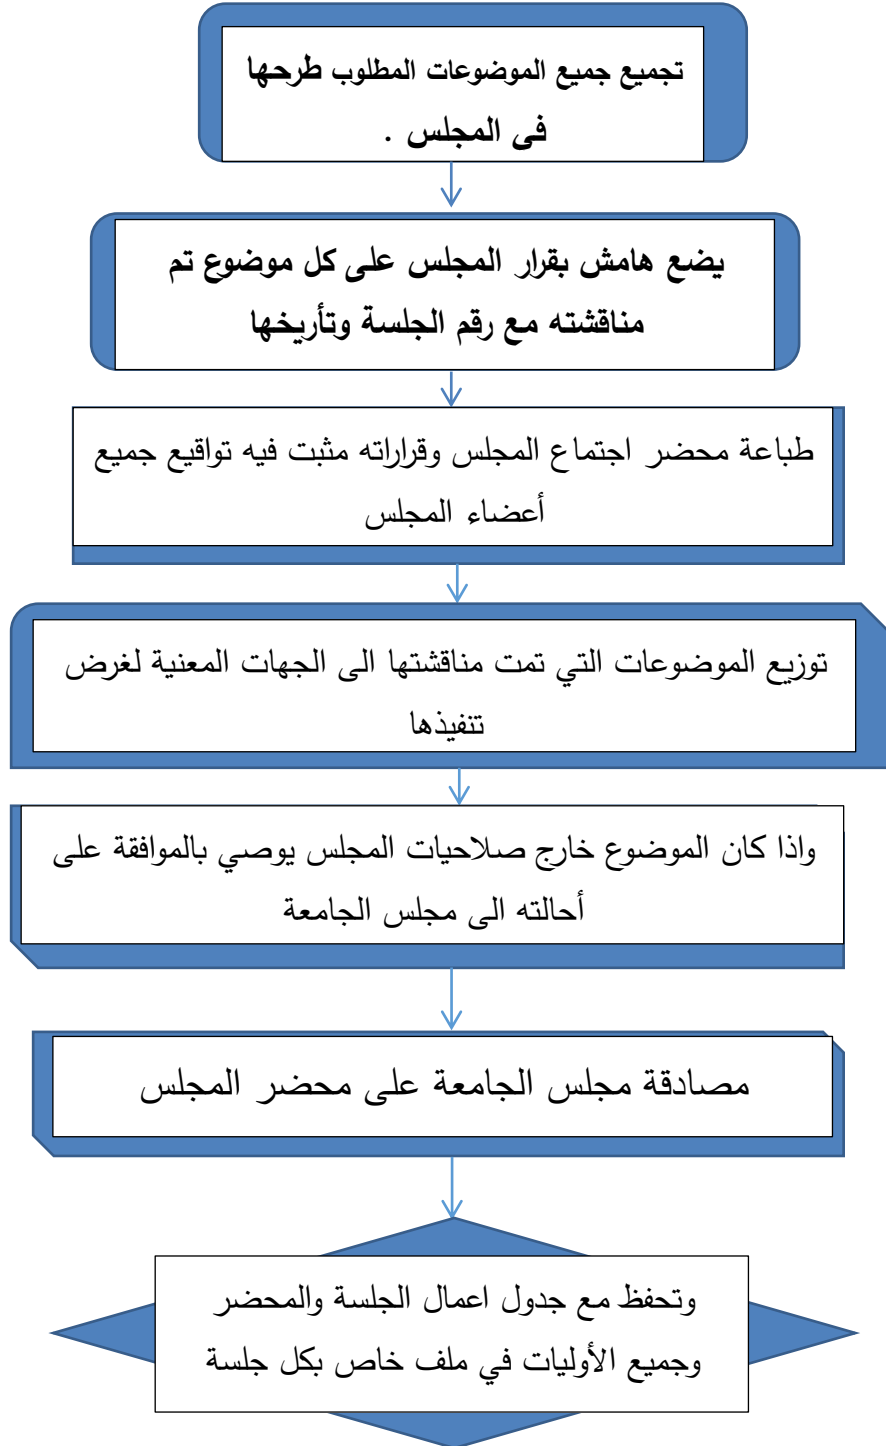 تجميع جميع الموضوعات المطلوب طرحها
فى المجلس .
يضع هامش بقرار المجلس على كل موضوع تم
مناقشته مع رقم الجلسة وتأريخها
طباعة محضر اجتماع المجلس وقراراته مثبت فيه تواقيع جميع
أعضاء المجلس
توزيع الموضوعات التي تمت مناقشتها الى الجهات المعنية لغرض
تنفيذها
واذا كان الموضوع خارج صلاحيات المجلس يوصي بالموافقة على
أحالته الى مجلس الجامعة
مصادقة مجلس الجامعة على محضر المجلس
وتحفظ مع جدول اعمال الجلسة والمحضر
وجميع الأوليات في ملف خاص بكل جلسة